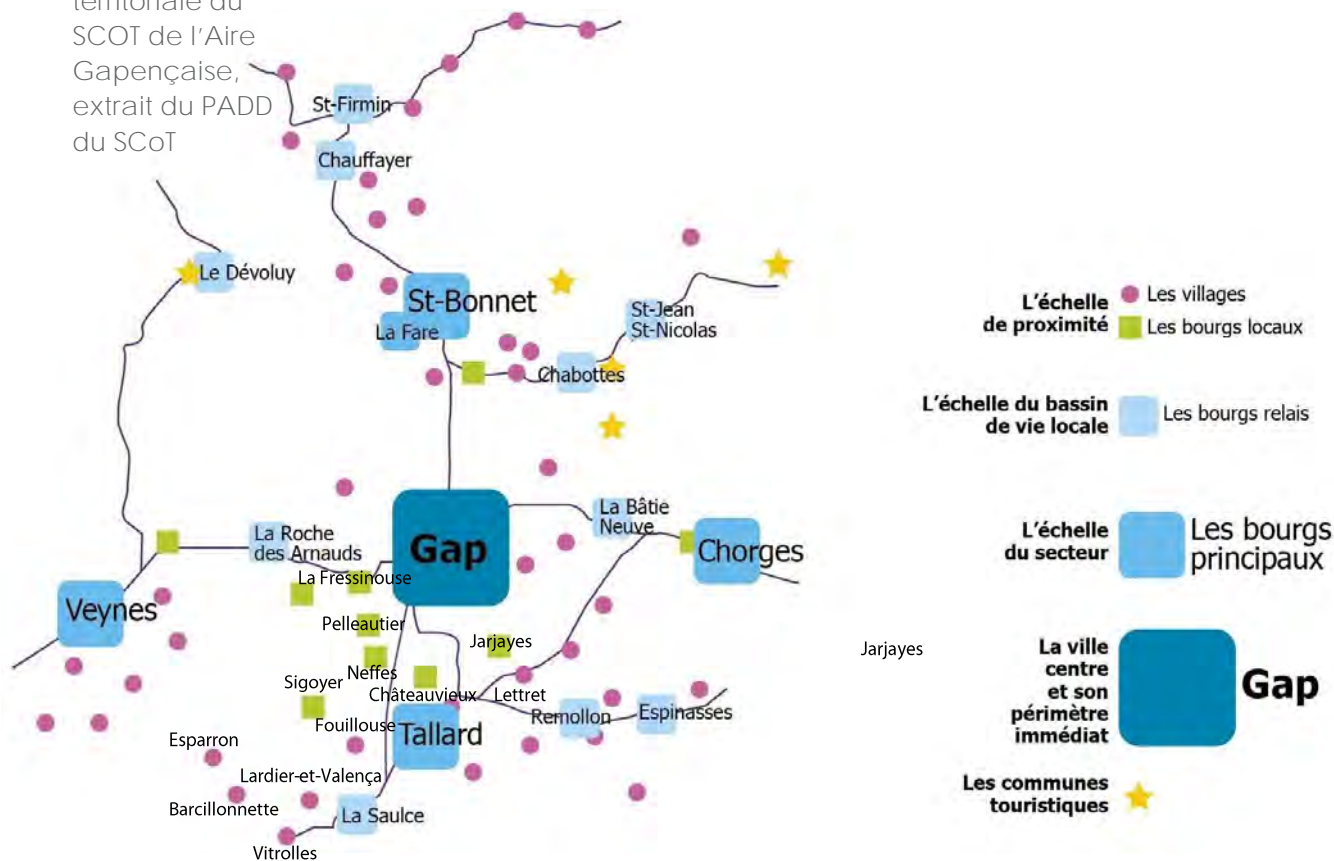 territoriale du
SCOT de l'Aire
Gapençaise,
extrait du PADD
du SCoT
St-Firmin
Chauffayer
Le Dévoluy
St-Bonnet
La Fare
St-Jean
St-Nicolas
Chabottes
La Roche
des Arnauds
Gap
La Bâtie
Neuve
Chorges
La Fressinouse
Veynes
Pelleautier
Jarjayes
Neffes
Sigoyer
Châteauvieux
Lettret
Fouillouse
Tallard
Remollon
Espinasses
Esparron
Lardier-et-Valença
Barcillonnette
La Saulce
Vitrolles
L'échelle
de proximité
Les villages
Les bourgs locaux
L'échelle du bassin
de vie locale
Les bourgs relais
L'échelle
du secteur
Les bourgs
principaux
Jarjayes
La ville
centre
et son
périmètre
immédiat
Gap
Les communes
touristiques